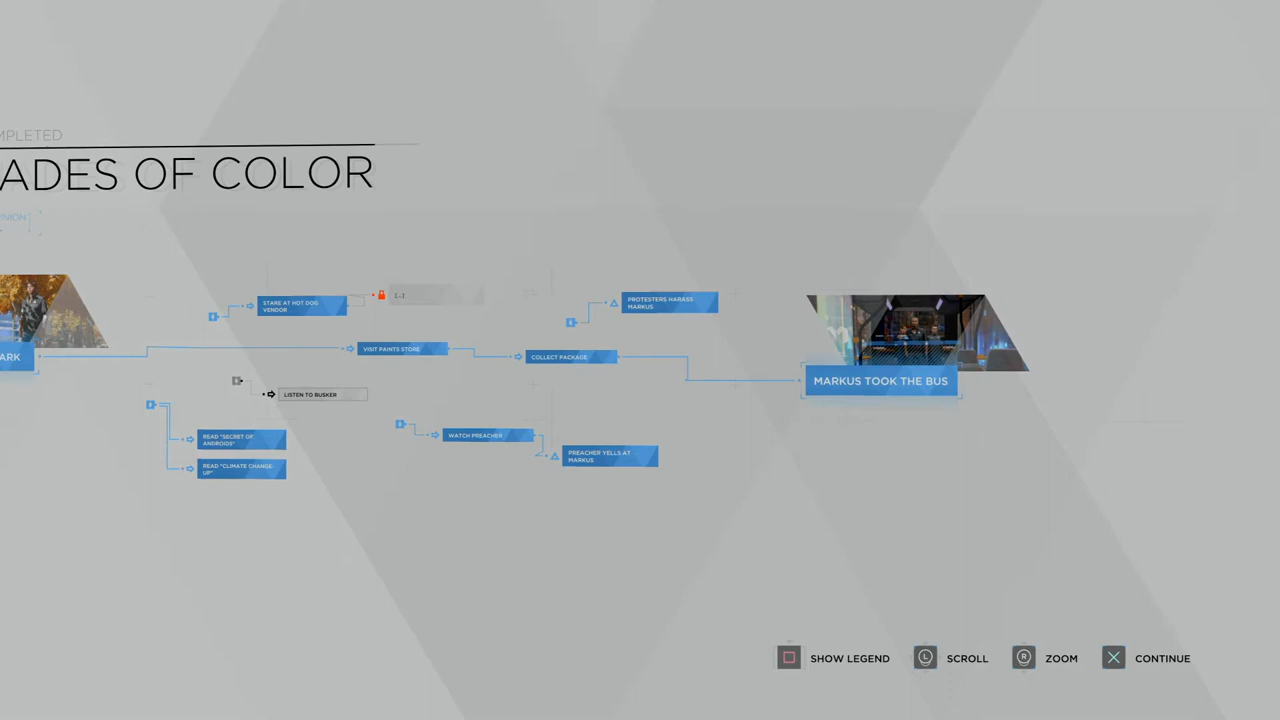 MPLETED
ADES OF COLOR
INION
STARE AT HOT DOG
VENDOR
[...]
PROTESTERS HARASS
MARKUS
ARK
VISIT PAINTS STORE
COLLECT PACKAGE
MARKUS TOOK THE BUS
LISTEN TO BUSKER
READ "SECRET OF
ANDROIDS"
WATCH PREACHER
PREACHER YELLS AT
MARKUS
READ "CLIMATE CHANGE-
UP"
SHOW LEGEND
L
SCROLL
R
ZOOM
CONTINUE